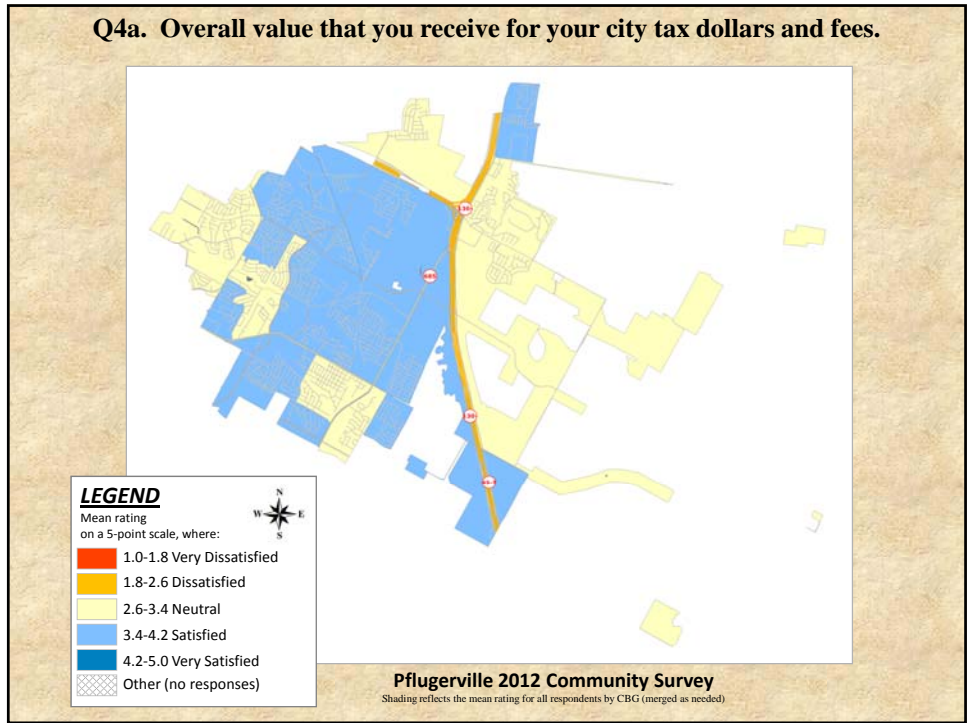 Q4a. Overall value that you receive for your city tax dollars and fees.
130
685
130
LEGEND
N
W E
S
Mean rating
on a 5-point scale, where:
1.0-1.8 Very Dissatisfied
1.8-2.6 Dissatisfied
2.6-3.4 Neutral
3.4-4.2 Satisfied
4.2-5.0 Very Satisfied
Other (no responses)
Pflugerville 2012 Community Survey
Shading reflects the mean rating for all respondents by CBG (merged as needed)